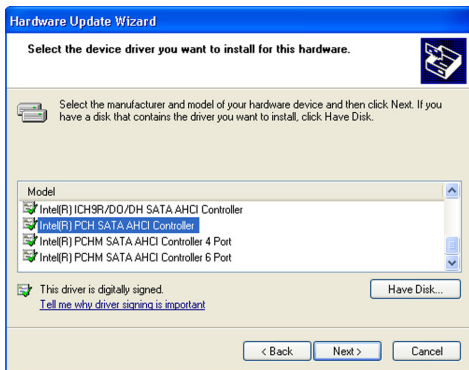 Hardware Update Wizard
Select the device driver you want to install for this hardware.
Select the manufacturer and model of your hardware device and then click Next. If you
have a disk that contains the driver you want to install, click Have Disk.
Model
Intel(R) ICH9R/DO/DH SATA AHCI Controller
Intel(R) PCH SATA AHCI Controller
Intel(R) PCHM SATA AHCI Controller 4 Port
Intel(R) PCHM SATA AHCI Controller 6 Port
This driver is digitally signed.
Have Disk...
Tell me why driver signing is important
< Back
Next >
Cancel